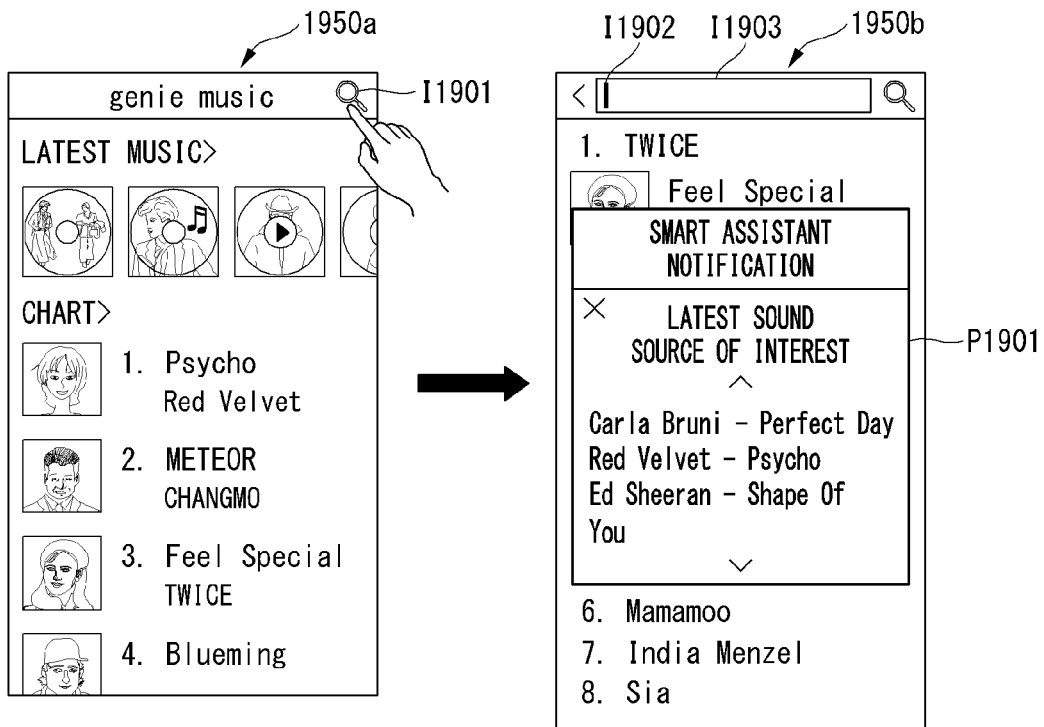 1950a
genie music
I1901
LATEST MUSIC>
CHART>
1. Psycho
Red Velvet
2. METEOR
CHANGMO
3. Feel Special
TWICE
4. Blueming
I1902
I1903
1950b
<
1. TWICE
Feel Special
SMART ASSISTANT
NOTIFICATION
LATEST SOUND
SOURCE OF INTEREST
P1901
Carla Bruni - Perfect Day
Red Velvet - Psycho
Ed Sheeran - Shape Of
You
6. Mamamoo
7. India Menzel
8. Sia